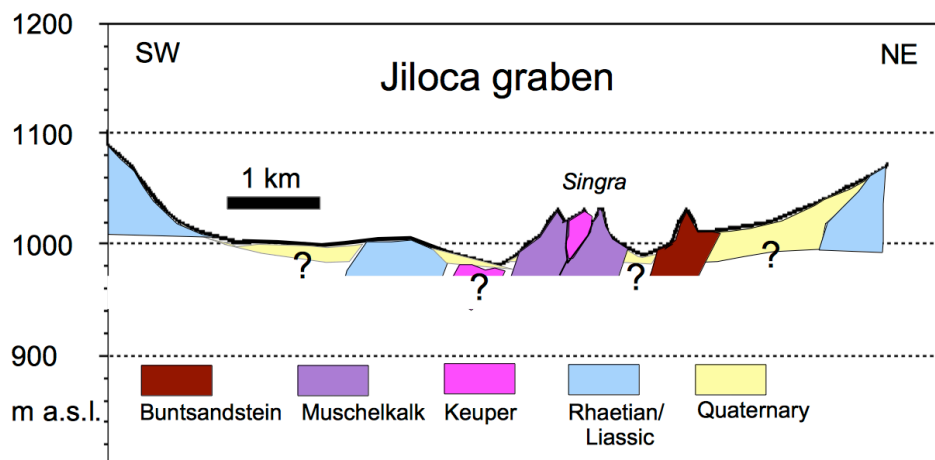 1200
SW
NE
Jiloca graben
1100
1 km
Singra
1000
?
?
?
?
900
m a.s.l.
Buntsandstein
Muschelkalk
Keuper
Rhaetian/
Liassic
Quaternary